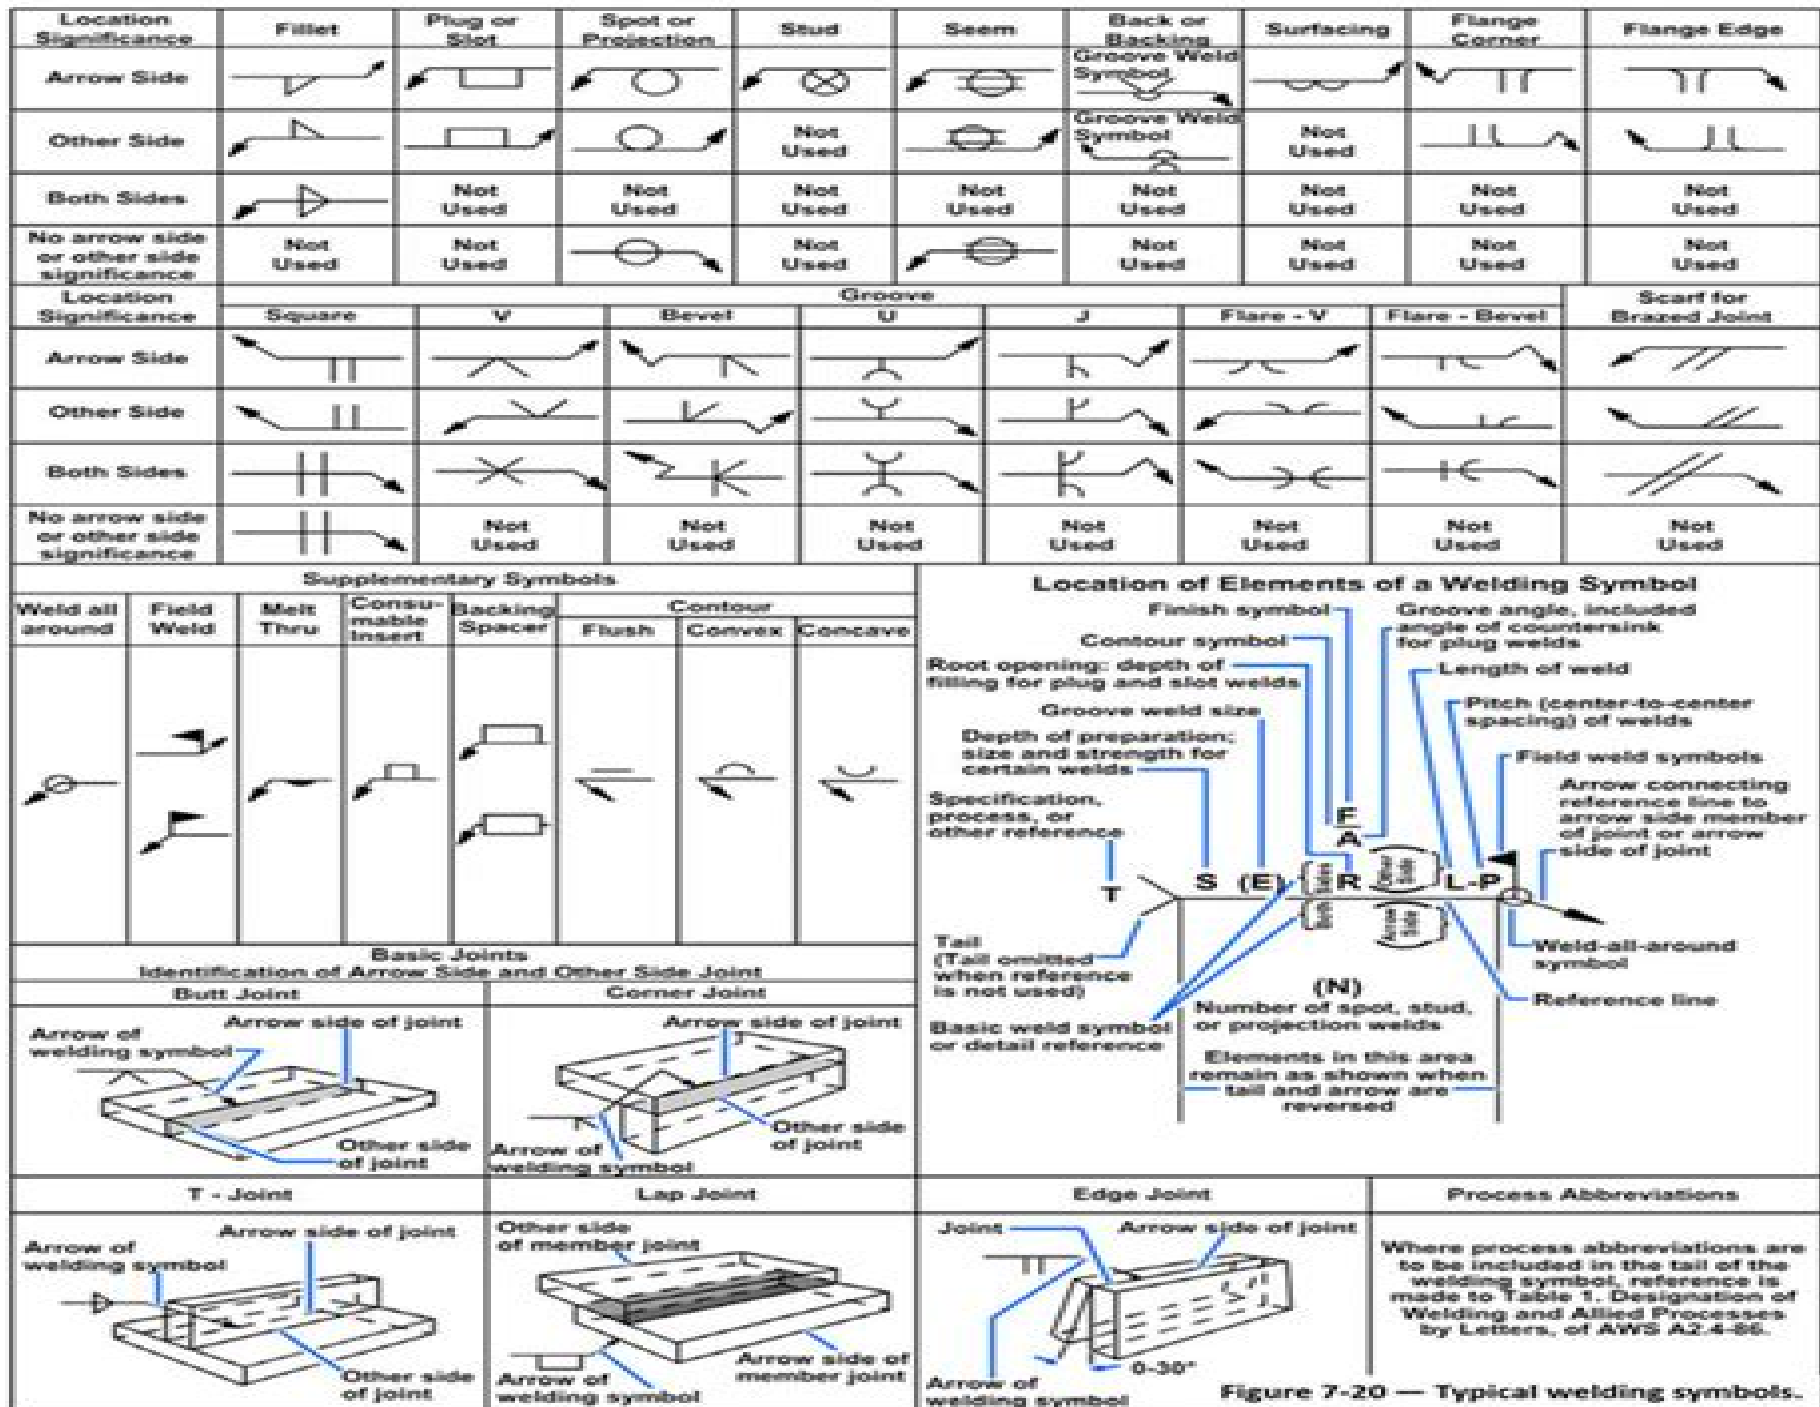 Location
Significance
Fillet
Plug or
Slot
Spot or
Projection
Stud
Seem
Back or
Backing
Surfacing
Flange
Corner
Flange Edge
Arrow Side
Groove Weld
Symbol
Other Side
Not
Used
Groove Weld
Symbol
Not
Used
Both Sides
Not
Used
Not
Used
Not
Used
Not
Used
Not
Used
Not
Used
Not
Used
Not
Used
No arrow side
or other side
significance
Not
Used
Not
Used
Not
Used
Not
Used
Not
Used
Not
Used
Not
Used
Location
Significance
Groove
Square
V
Bevel
U
J
Flare - V
Flare - Bevel
Scarf for
Brazed Joint
Arrow Side
Other Side
Both Sides
No arrow side
or other side
significance
Not
Used
Not
Used
Not
Used
Not
Used
Not
Used
Not
Used
Not
Used
Supplementary Symbols
Weld all
around
Field
Weld
Melt
Thru
Consu-
mable
Insert
Backing
Spacer
Contour
Flush
Convex
Concave
Location of Elements of a Welding Symbol
Finish symbol
Contour symbol
Root opening: depth of
filling for plug and slot welds
Groove weld size
Depth of preparation;
size and strength for
certain welds
Specification,
process, or
other reference
Groove angle, included
angle of countersink
for plug welds
Length of weld
Pitch (center-to-center
spacing) of welds
Field weld symbols
Arrow connecting
reference line to
arrow side member
of joint or arrow
side of joint
F
A
T
S
(E)
Both Sides
R
Other
Side
Arrow
Side
L-P
Tail
(Tail omitted
when reference
is not used)
Basic weld symbol
or detail reference
(N)
Number of spot, stud,
or projection welds
Elements in this area
remain as shown when
tail and arrow are
reversed
Weld-all-around
symbol
Reference line
Basic Joints
Identification of Arrow Side and Other Side Joint
Butt Joint
Arrow of
welding symbol
Arrow side of joint
Other side
of joint
Corner Joint
Arrow side of joint
Other side
of joint
Arrow of
welding symbol
T - Joint
Arrow of
welding symbol
Arrow side of joint
Other side
of joint
Lap Joint
Other side
of member joint
Arrow side of
member joint
Arrow of
welding symbol
Edge Joint
Joint
Arrow side of joint
0-30°
Arrow of
welding symbol
Process Abbreviations
Where process abbreviations are
to be included in the tail of the
welding symbol, reference is
made to Table 1. Designation of
Welding and Allied Processes
by Letters, of AWS A2.4-86.
Figure 7-20 — Typical welding symbols.